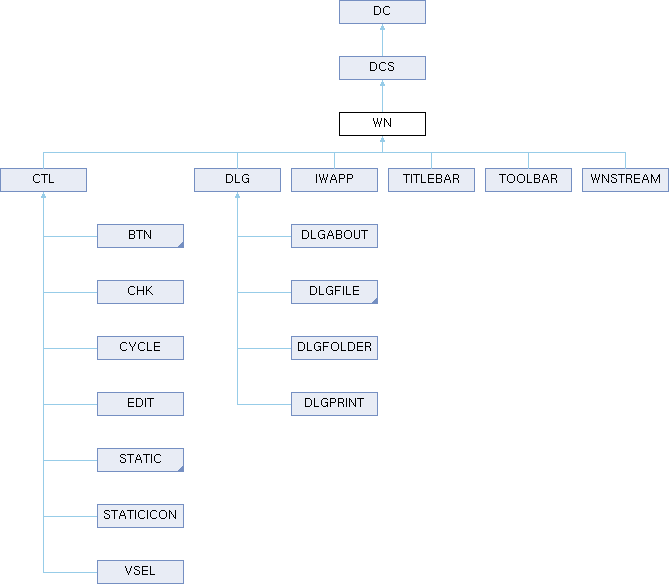 DC
DCS
WN
CTL
DLG
IWAPP
TITLEBAR
TOOLBAR
WNSTREAM
BTN
DLGABOUT
CHK
DLGFILE
CYCLE
DLGFOLDER
EDIT
DLGPRINT
STATIC
STATICICON
VSEL